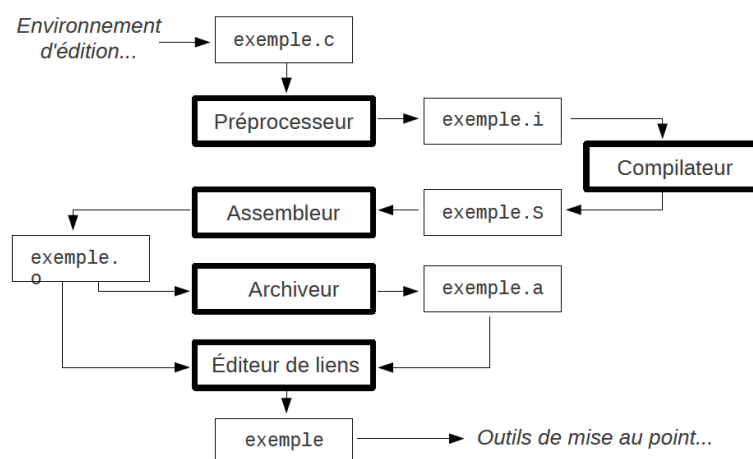 Environnement
d'édition...
exemple.c
Préprocesseur
exemple.i
Compilateur
Assembleur
exemple.S
exemple.
o
Archiveur
exemple.a
Éditeur de liens
exemple
Outils de mise au point...